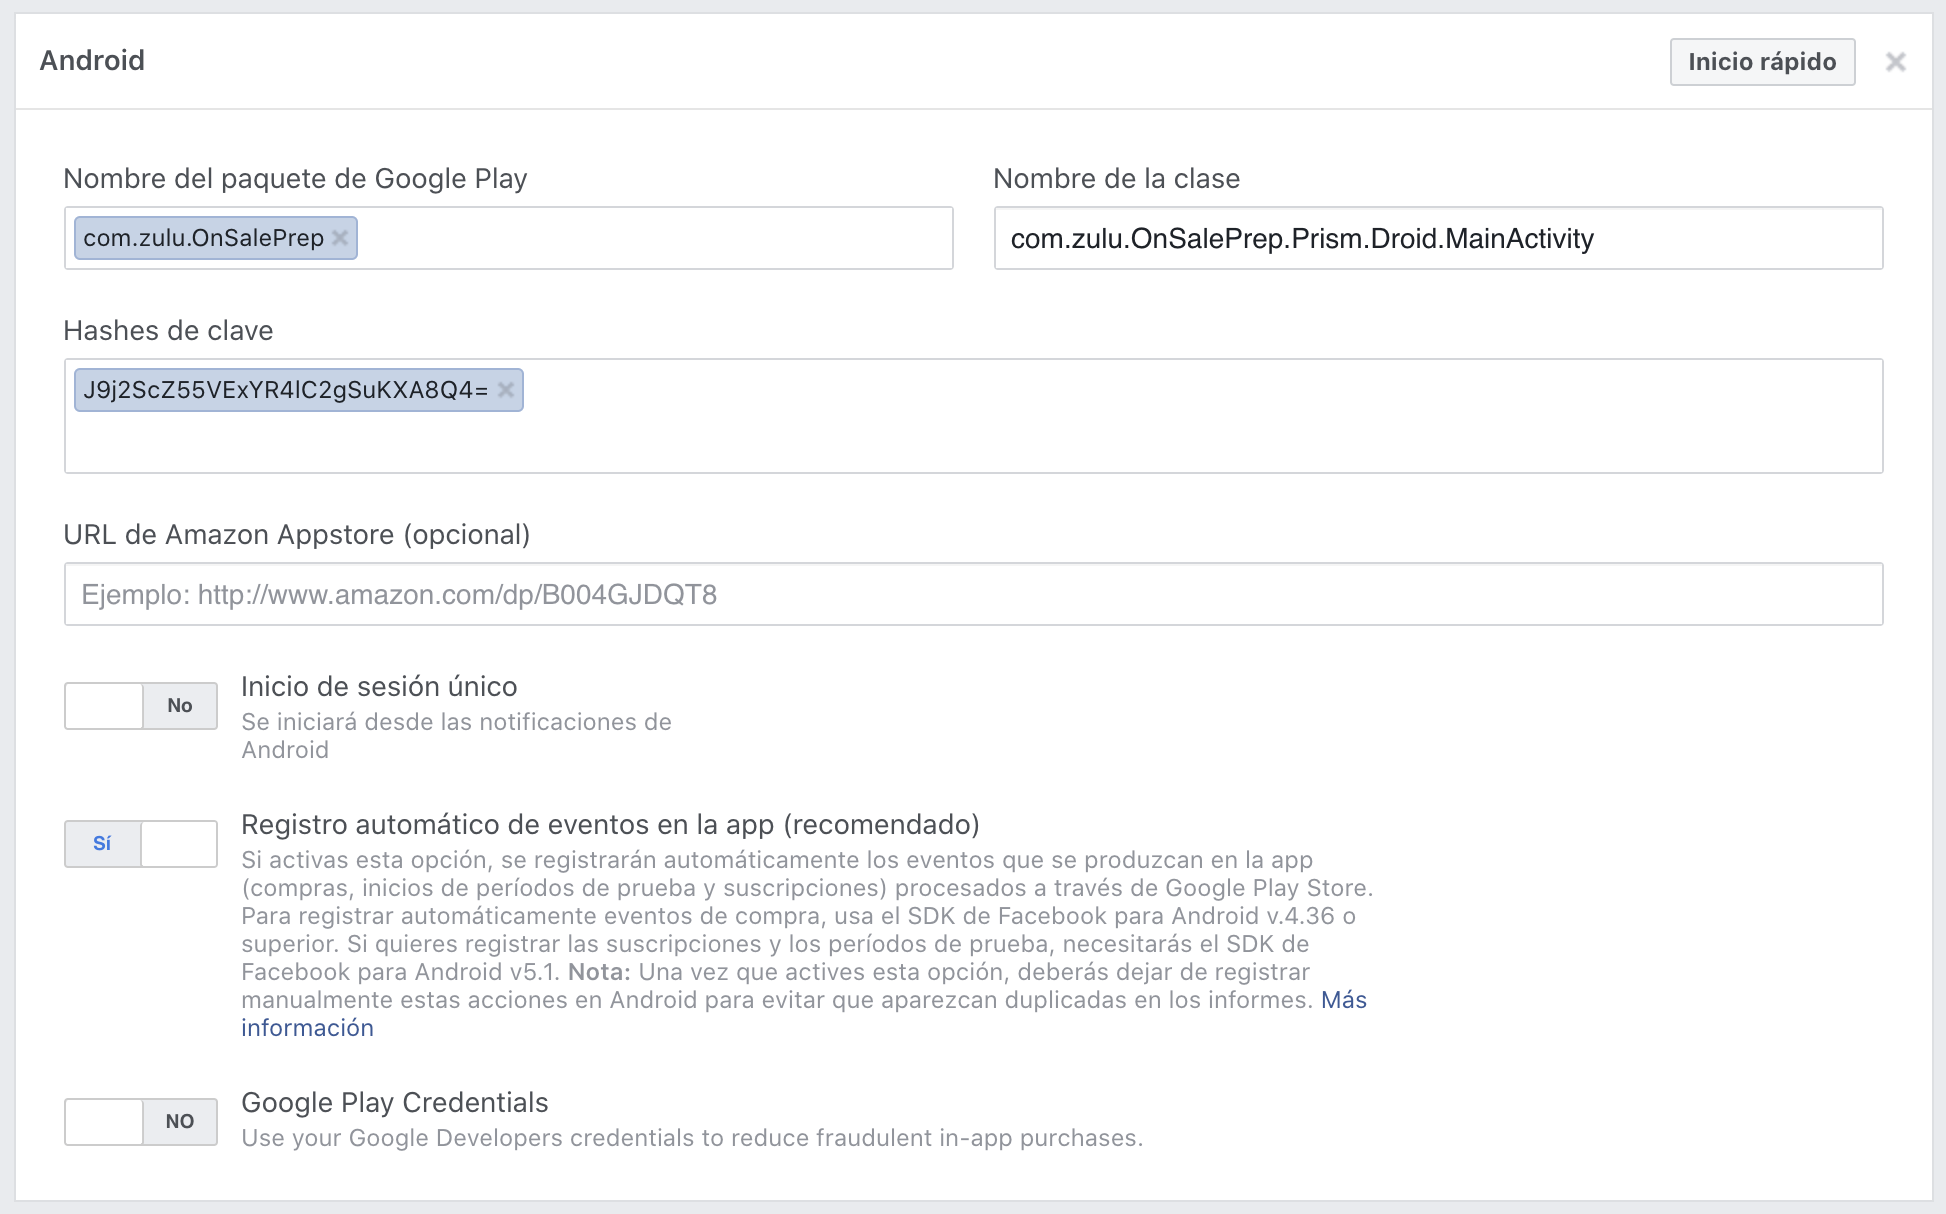 Android
Inicio rápido
Nombre del paquete de Google Play
Nombre de la clase
com.zulu.OnSalePrep
com.zulu.OnSalePrep.Prism.Droid.MainActivity
Hashes de clave
J9j2ScZ55VExYR4lC2gSuKXA8Q4=
URL de Amazon Appstore (opcional)
Ejemplo: http://www.amazon.com/dp/B004GJDQT8
No
Inicio de sesión único
Se iniciará desde las notificaciones de
Android
Sí
Registro automático de eventos en la app (recomendado)
Si activas esta opción, se registrarán automáticamente los eventos que se produzcan en la app
(compras, inicios de períodos de prueba y suscripciones) procesados a través de Google Play Store.
Para registrar automáticamente eventos de compra, usa el SDK de Facebook para Android v.4.36 o
superior. Si quieres registrar las suscripciones y los períodos de prueba, necesitarás el SDK de
Facebook para Android v5.1. Nota: Una vez que actives esta opción, deberás dejar de registrar
manualmente estas acciones en Android para evitar que aparezcan duplicadas en los informes. Más
información
NO
Google Play Credentials
Use your Google Developers credentials to reduce fraudulent in-app purchases.